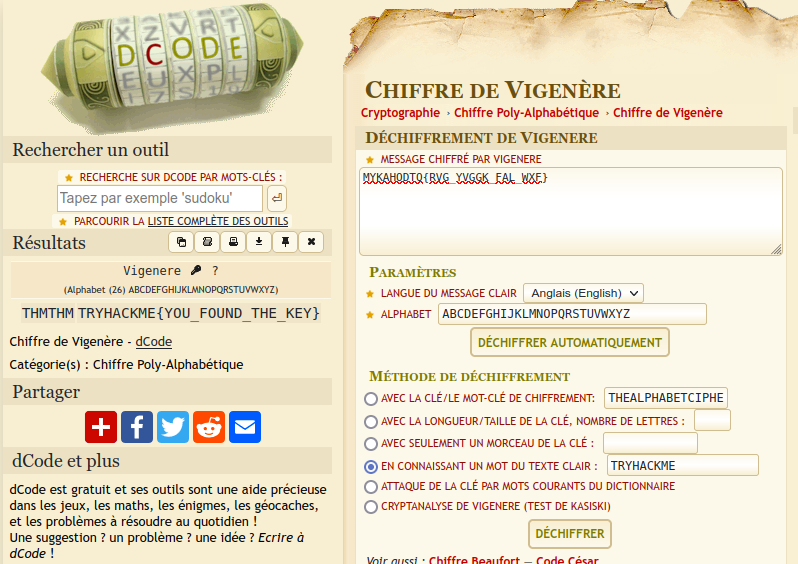 XZVRT
DCODE
EUXPL
Rechercher un outil
RECHERCHE SUR DCODE PAR MOTS-CLÉS :
Tapez par exemple 'sudoku'
PARCOURIR LA LISTE COMPLÈTE DES OUTILS
Résultats
Vigenere ?
(Alphabet (26) ABCDEFGHIJKLMNOPQRSTUVWXYZ)
THMTHM TRYHACKME{YOU_FOUND_THE_KEY}
Chiffre de Vigenère - dCode
Catégorie(s) : Chiffre Poly-Alphabétique
Partager
dCode et plus
dCode est gratuit et ses outils sont une aide précieuse
dans les jeux, les maths, les énigmes, les géocaches,
et les problèmes à résoudre au quotidien !
Une suggestion ? un problème ? une idée ? Ecrire à
dCode !
CHIFFRE DE VIGENÈRE
Cryptographie › Chiffre Poly-Alphabétique › Chiffre de Vigenère
DÉCHIFFREMENT DE VIGENERE
MESSAGE CHIFFRÉ PAR VIGENERE
MYKAHODTQ{RVG_YVGGK_FAL_WXF}
PARAMÈTRES
LANGUE DU MESSAGE CLAIR Anglais (English)
ALPHABET ABCDEFGHIJKLMNOPQRSTUVWXYZ
DÉCHIFFRER AUTOMATIQUEMENT
MÉTHODE DE DÉCHIFFREMENT
AVEC LA CLÉ/LE MOT-CLÉ DE CHIFFREMENT: THEALPHABETCIPHE
AVEC LA LONGUEUR/TAILLE DE LA CLÉ, NOMBRE DE LETTRES :
AVEC SEULEMENT UN MORCEAU DE LA CLÉ :
EN CONNAISSANT UN MOT DU TEXTE CLAIR : TRYHACKME
ATTAQUE DE LA CLÉ PAR MOTS COURANTS DU DICTIONNAIRE
CRYPTANALYSE DE VIGENERE (TEST DE KASISKI)
DÉCHIFFRER
Voir aussi : Chiffre Beaufort — Code César